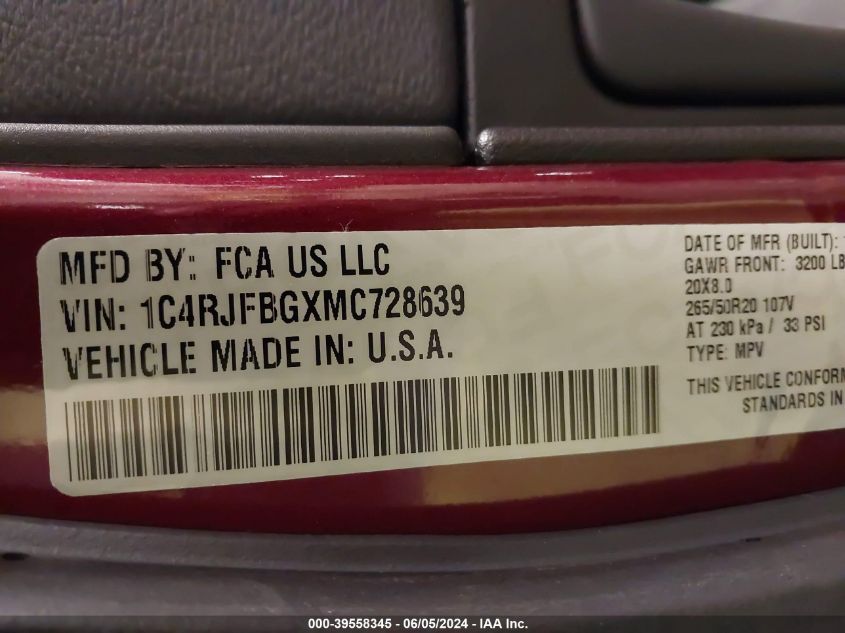 MFD BY: FCA US LLC
VIN: 1C4RJFBGXMC728639
VEHICLE MADE IN: U.S.A.
DATE OF MFR (BUILT):
GAWR FRONT: 3200 LB
20X8.0
265/50R20 107V
AT 230 kPa / 33 PSI
TYPE: MPV
THIS VEHICLE CONFORM
STANDARDS IN
000-39558345 - 06/05/2024 - IAA Inc.